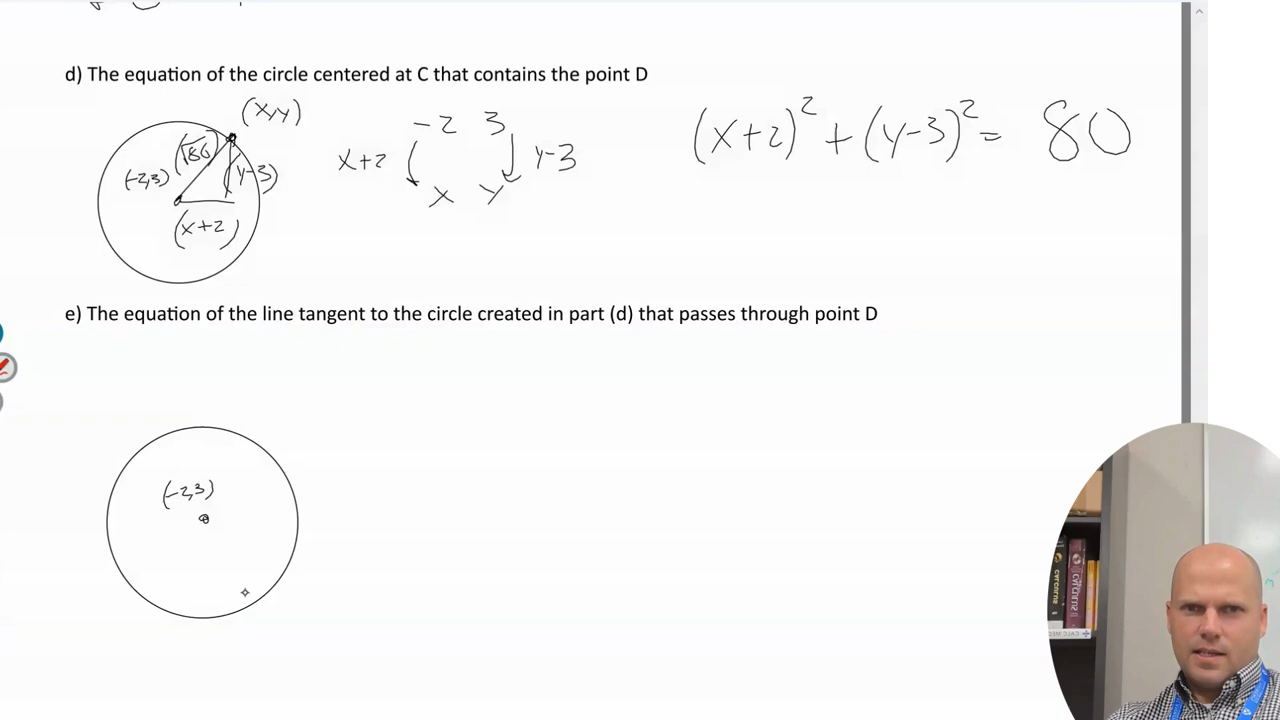 d) The equation of the circle centered at C that contains the point D
(x,y)
√80
(-2,3)
(y-3)
(x+2)
-2 3
x+2
y-3
x y
(x+2)²+(y-3)²= 80
e) The equation of the line tangent to the circle created in part (d) that passes through point D
(-2,3)